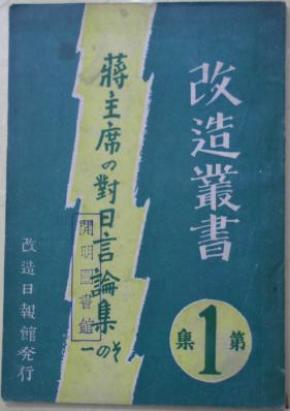 改造叢書
第1集
蔣主席の對日言論集
その一
開明圖書館
改造日報館発行